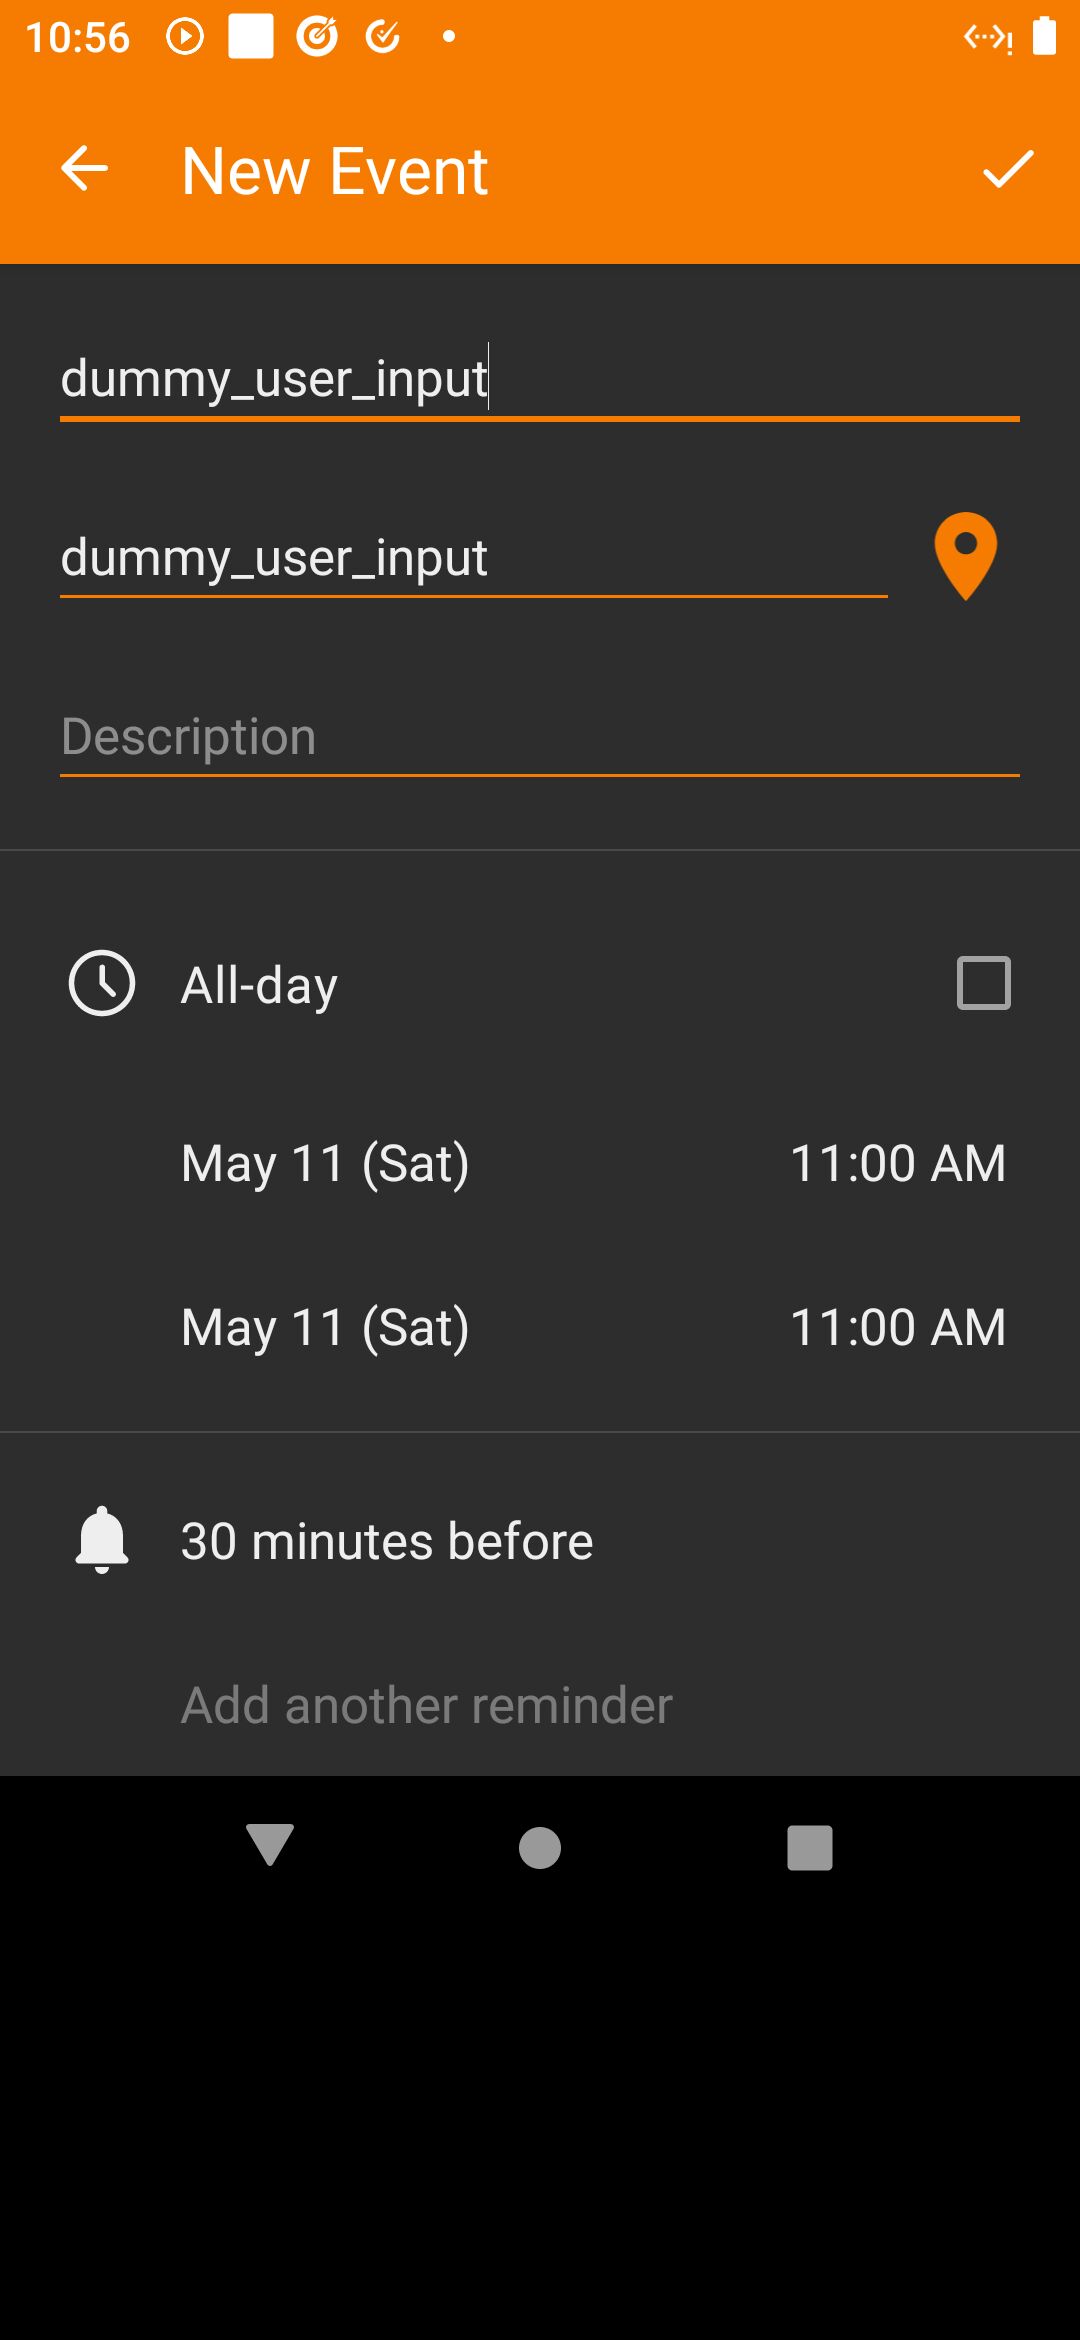 10:56
New Event
dummy_user_input
dummy_user_input
Description
All-day
May 11 (Sat) 11:00 AM
May 11 (Sat) 11:00 AM
30 minutes before
Add another reminder